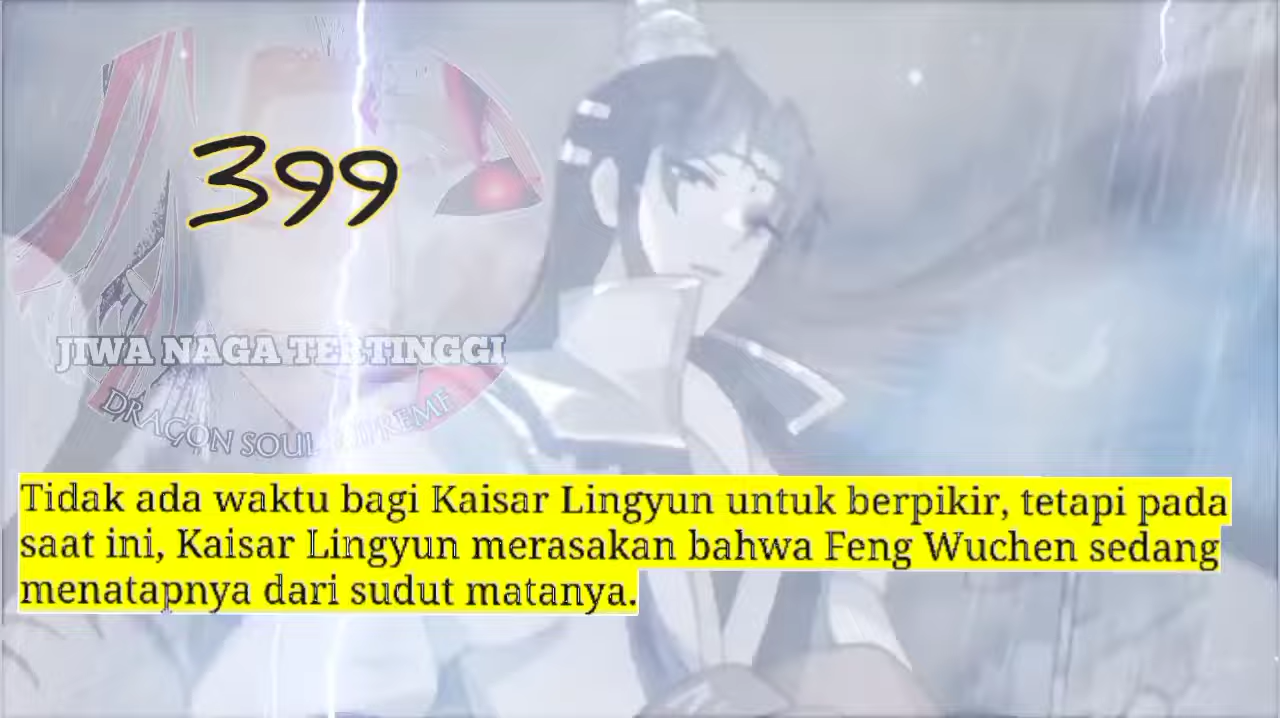 399
JIWA NAGA TERTINGGI
DRAGON SOUL SUPREME
Tidak ada waktu bagi Kaisar Lingyun untuk berpikir, tetapi pada
saat ini, Kaisar Lingyun merasakan bahwa Feng Wuchen sedang
menatapnya dari sudut matanya.